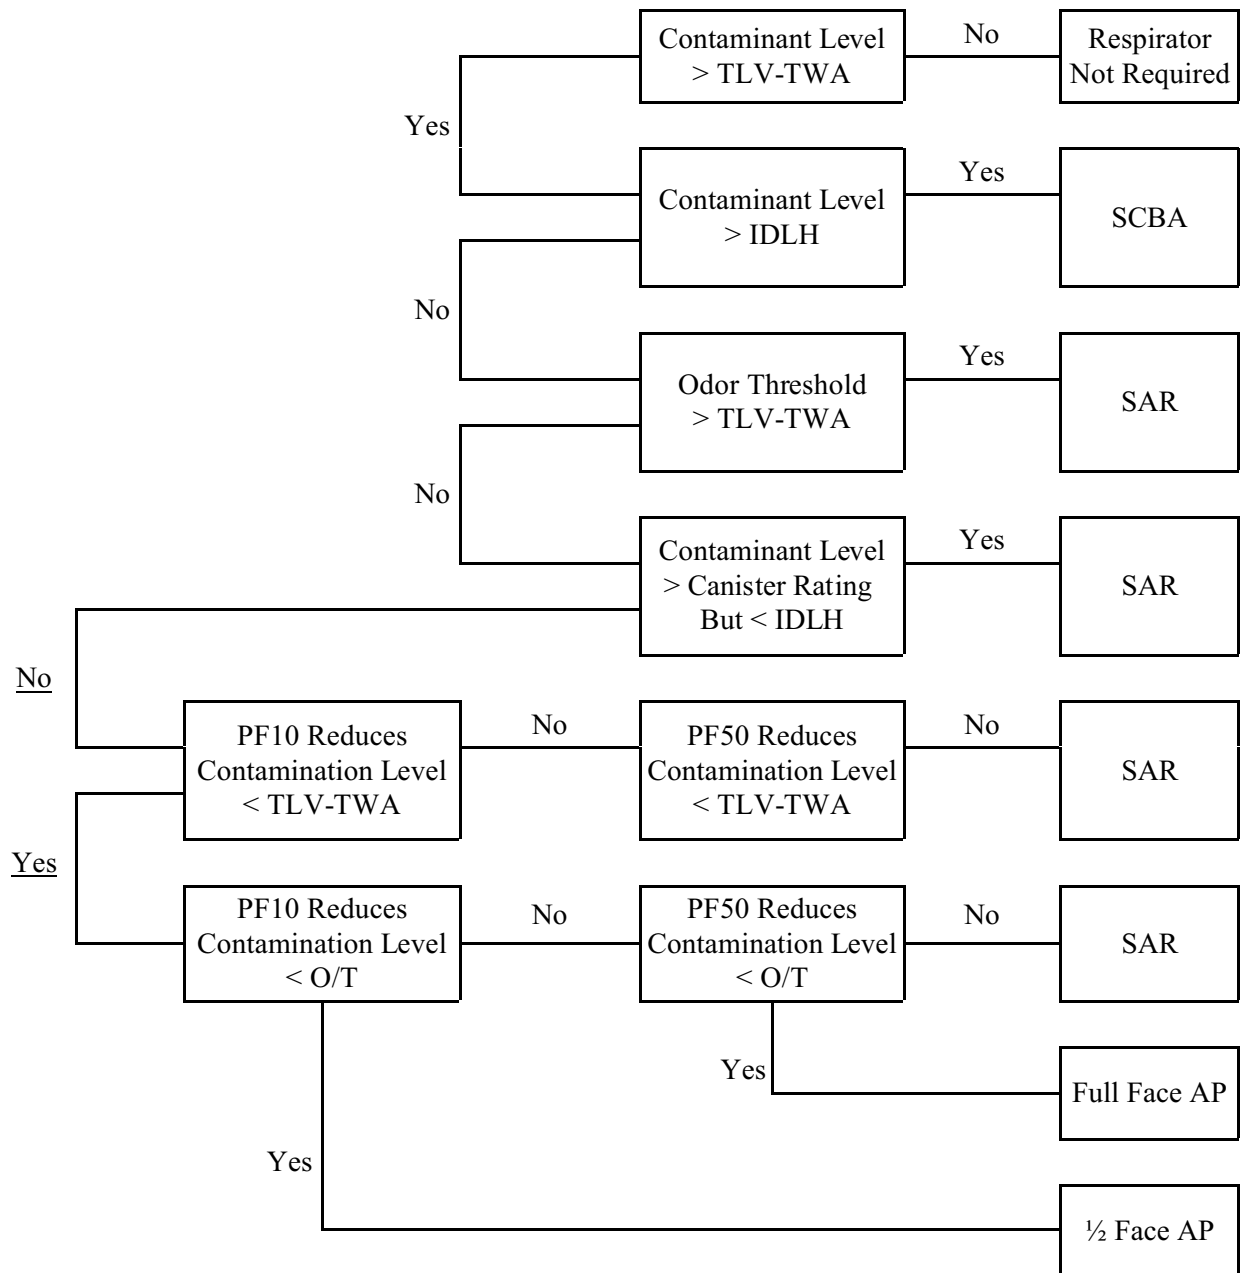 Contaminant Level
> TLV-TWA
No
Respirator
Not Required
Yes
Contaminant Level
> IDLH
Yes
SCBA
No
Odor Threshold
> TLV-TWA
Yes
SAR
No
Contaminant Level
> Canister Rating
But < IDLH
Yes
SAR
No
PF10 Reduces
Contamination Level
< TLV-TWA
No
PF50 Reduces
Contamination Level
< TLV-TWA
No
SAR
Yes
PF10 Reduces
Contamination Level
< O/T
No
PF50 Reduces
Contamination Level
< O/T
No
SAR
Yes
Full Face AP
Yes
½ Face AP